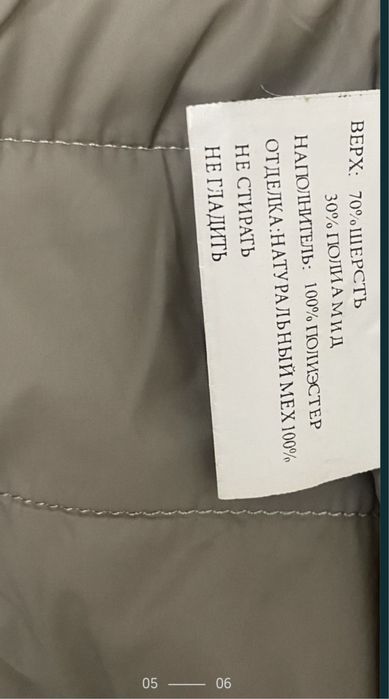 ВЕРХ: 70%ШЕРСТЬ
30%ПОЛИАМИД
НАПОЛНИТЕЛЬ: 100%ПОЛИЭСТЕР
ОТДЕЛКА:НАТУРАЛЬНЫЙ МЕХ 100%
НЕ СТИРАТЬ
НЕ ГЛАДИТЬ
05 06